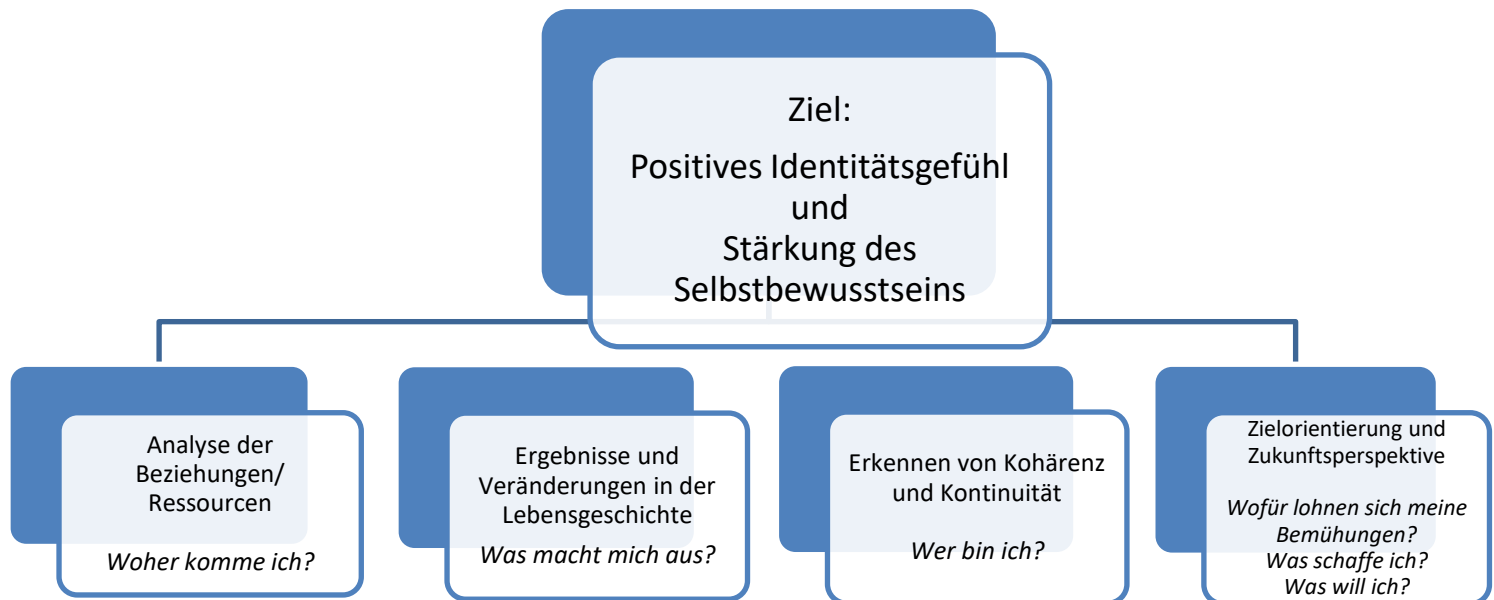 Ziel:
Positives Identitätsgefühl
und
Stärkung des
Selbstbewusstseins
Analyse der
Beziehungen/
Ressourcen
Woher komme ich?
Ergebnisse und
Veränderungen in der
Lebensgeschichte
Was macht mich aus?
Erkennen von Kohärenz
und Kontinuität
Wer bin ich?
Zielorientierung und
Zukunftsperspektive
Wofür lohnen sich meine
Bemühungen?
Was schaffe ich?
Was will ich?